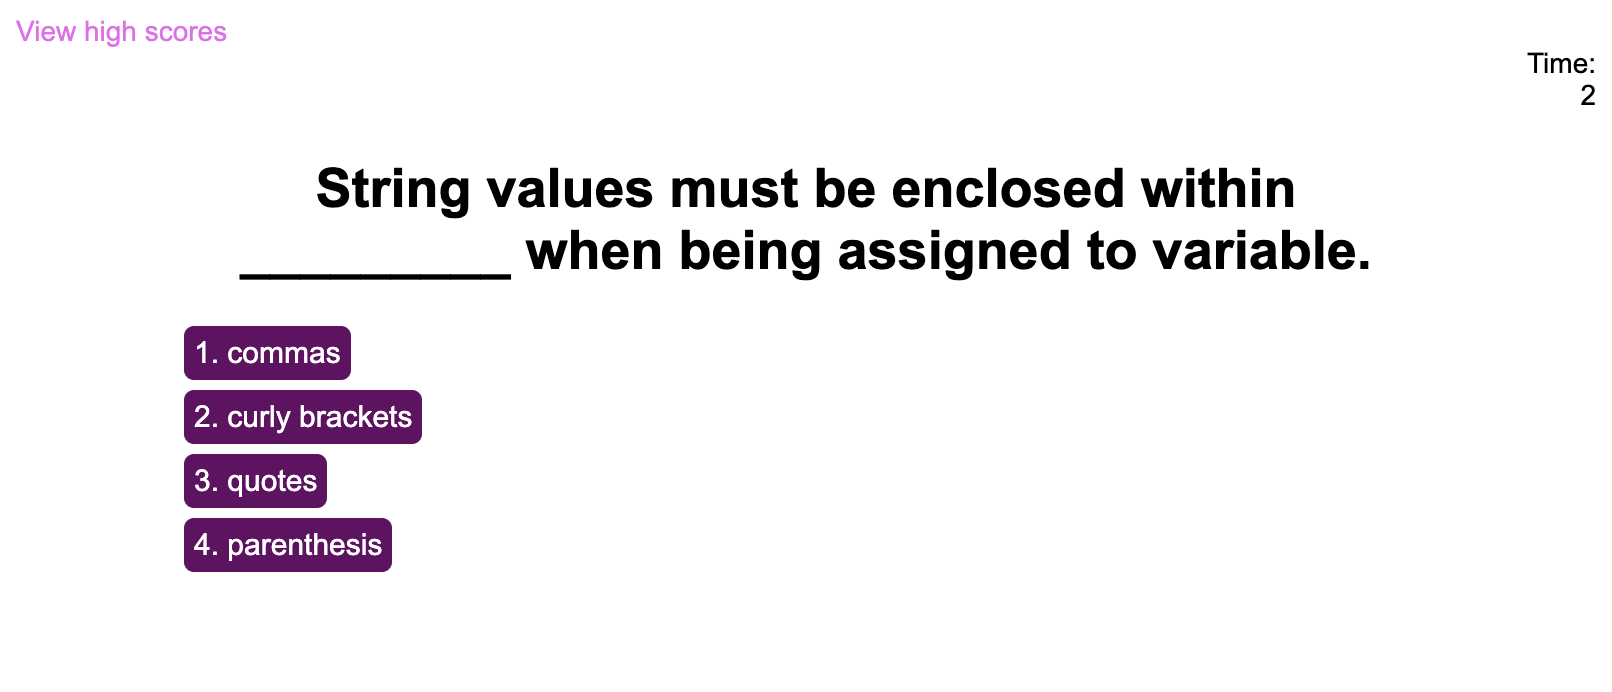 View high scores
Time:
2
String values must be enclosed within
_________ when being assigned to variable.
1. commas
2. curly brackets
3. quotes
4. parenthesis